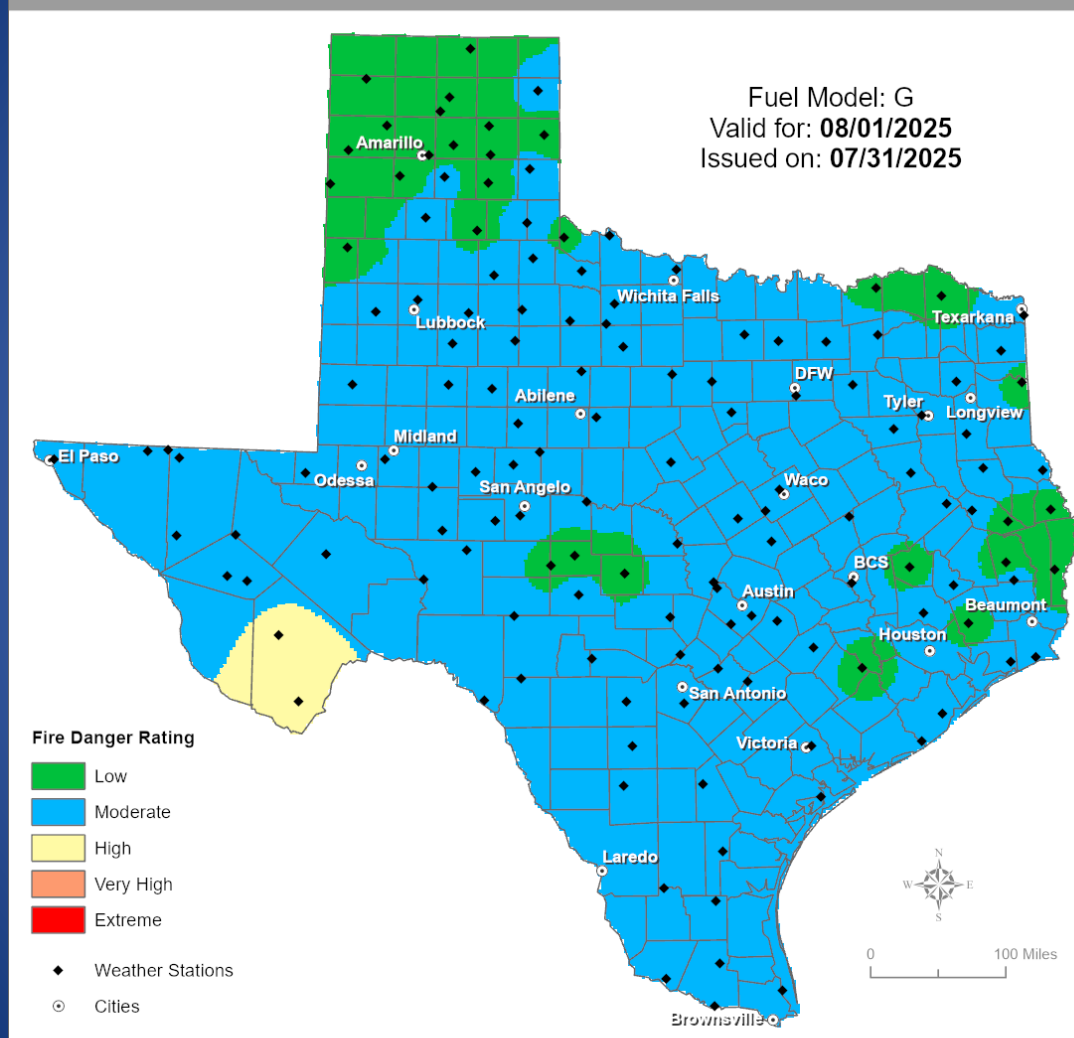 Fuel Model: G
Valid for: 08/01/2025
Issued on: 07/31/2025
Amarillo
Wichita Falls
Lubbock
Texarkana
DFW
Abilene
Tyler
Longview
Midland
El Paso
Odessa
San Angelo
Waco
BCS
Austin
Beaumont
Houston
San Antonio
Victoria
Laredo
Brownsville
Fire Danger Rating
Low
Moderate
High
Very High
Extreme
Weather Stations
Cities
N
W E
S
0 100 Miles